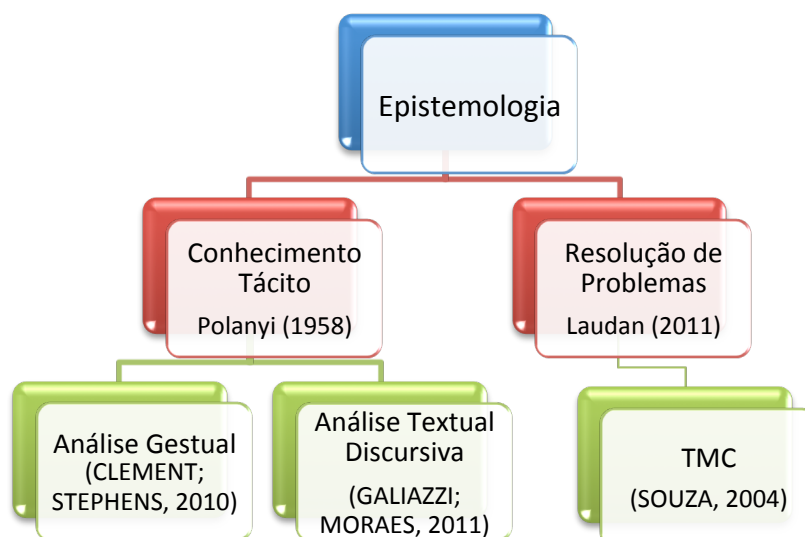 Epistemologia
Conhecimento
Tácito
Polanyi (1958)
Resolução de
Problemas
Laudan (2011)
Análise Gestual
(CLEMENT;
STEPHENS, 2010)
Análise Textual
Discursiva
(GALIAZZI;
MORAES, 2011)
TMC
(SOUZA, 2004)